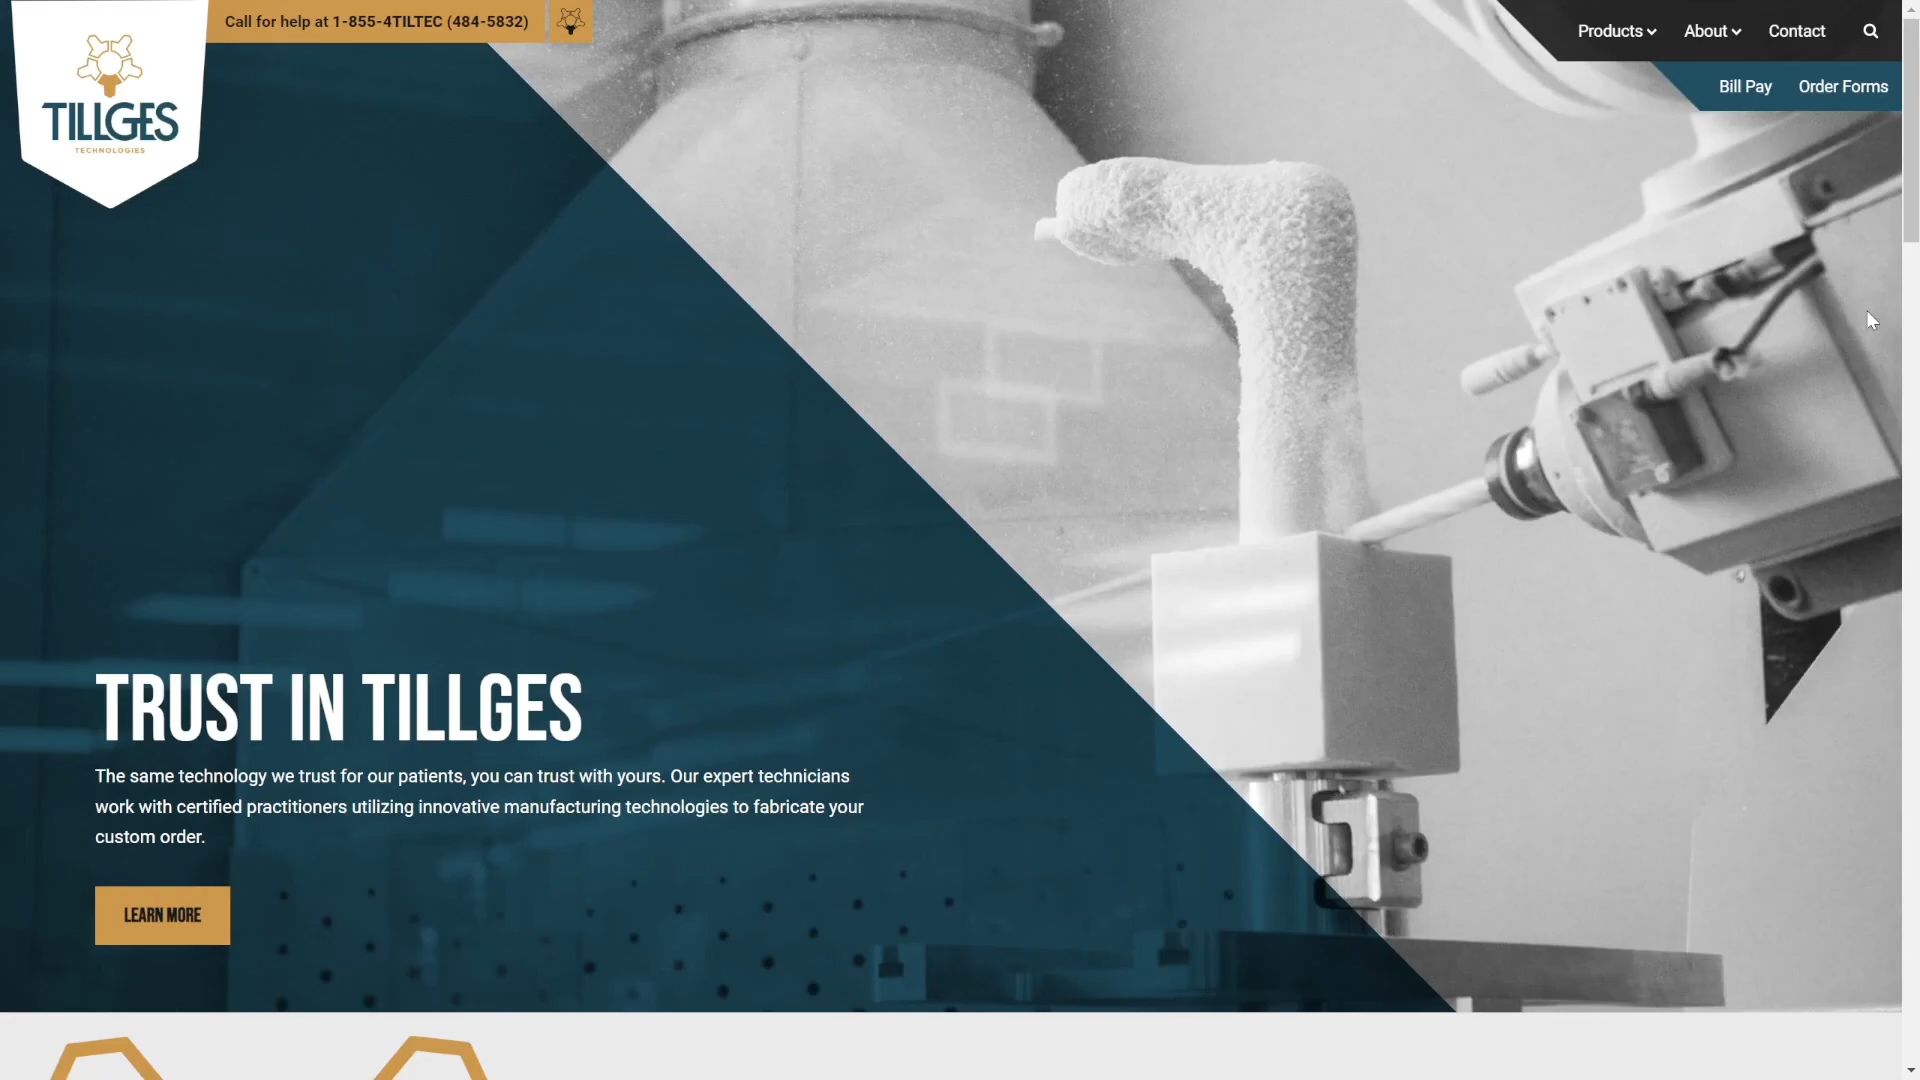 Call for help at 1-855-4TILTEC (484-5832)
Products
About
Contact
TILLGES
TECHNOLOGIES
Bill Pay
Order Forms
TRUST IN TILLGES
The same technology we trust for our patients, you can trust with yours. Our expert technicians
work with certified practitioners utilizing innovative manufacturing technologies to fabricate your
custom order.
LEARN MORE